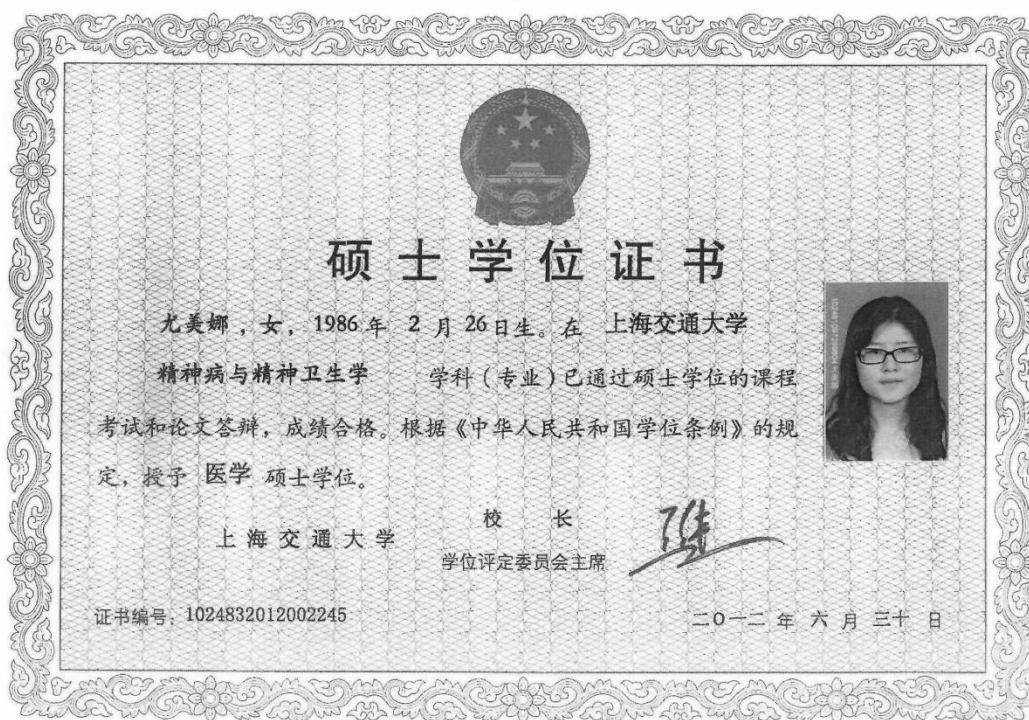 硕士学位证书
尤美娜，女，1986年 2 月 26日生。在 上海交通大学
精神病与精神卫生学 学科（专业）已通过硕士学位的课程
考试和论文答辩，成绩合格。根据《中华人民共和国学位条例》的规
定，授予 医学 硕士学位。
校 长
上海交通大学
学位评定委员会主席
证书编号：1024832012002245
二〇一二 年 六 月 三十 日